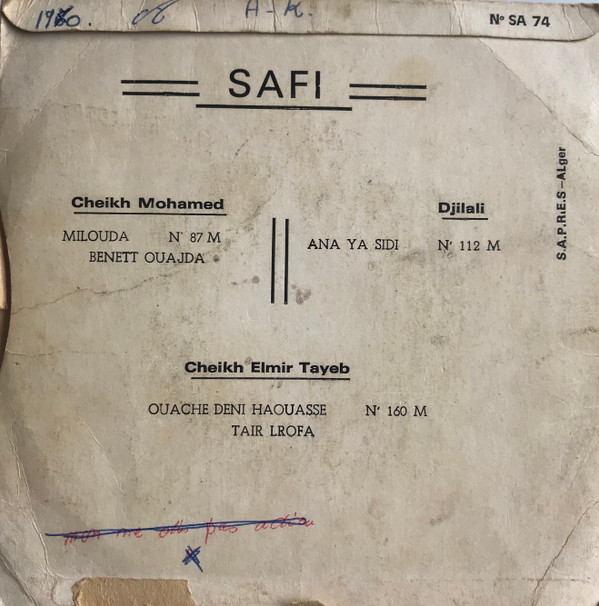 A-K.
N° SA 74
SAFI
S.A.P.R.E.S-ALger
Cheikh Mohamed
MILOUDA N' 87 M
BENETT OUAJDA
Djilali
ANA YA SIDI N' 112 M
Cheikh Elmir Tayeb
OUACHE DENI HAOUASSE N' 160 M
TAIR LROFA